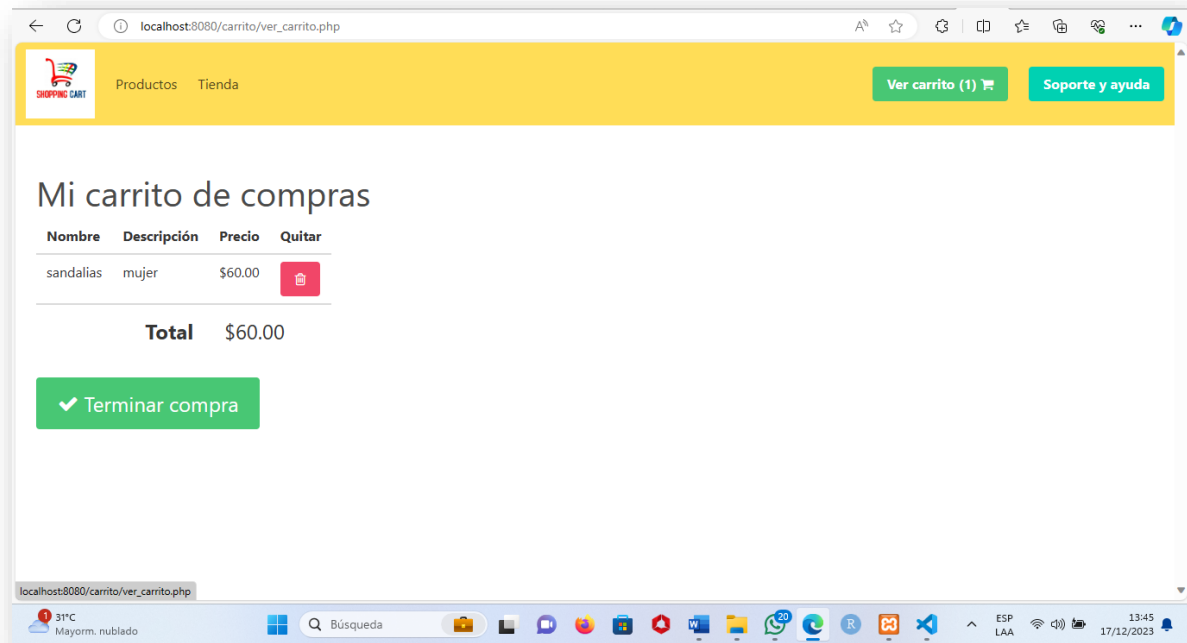 localhost:8080/carrito/ver_carrito.php
SHOPPING CART
Productos Tienda
Ver carrito (1)
Soporte y ayuda
Mi carrito de compras
Nombre Descripción Precio Quitar
sandalias mujer $60.00
Total $60.00
Terminar compra
localhost:8080/carrito/ver_carrito.php
1
31°C
Mayorm. nublado
Búsqueda
20
R
ESP
LAA
13:45
17/12/2023